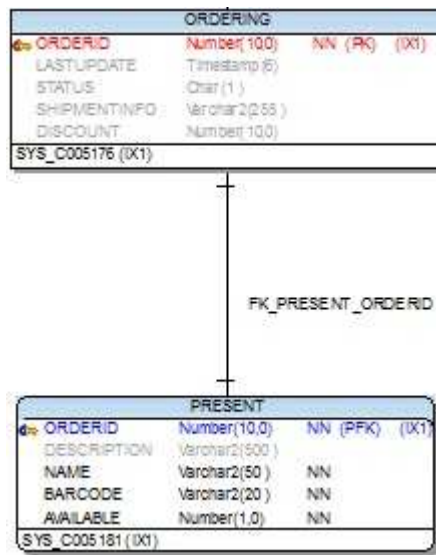 ORDERING
ORDERID Number(10,0) NN (PK) (IX1)
LASTUPDATE Timestamp(6)
STATUS Char(1)
SHIPMENTINFO Varchar2(255)
DISCOUNT Number(10,0)
SYS_C005176 (IX1)
FK_PRESENT_ORDERID
PRESENT
ORDERID Number(10,0) NN (PFK) (IX1)
DESCRIPTION Varchar2(500)
NAME Varchar2(50) NN
BARCODE Varchar2(20) NN
AVAILABLE Number(1,0) NN
SYS_C005181 (IX1)